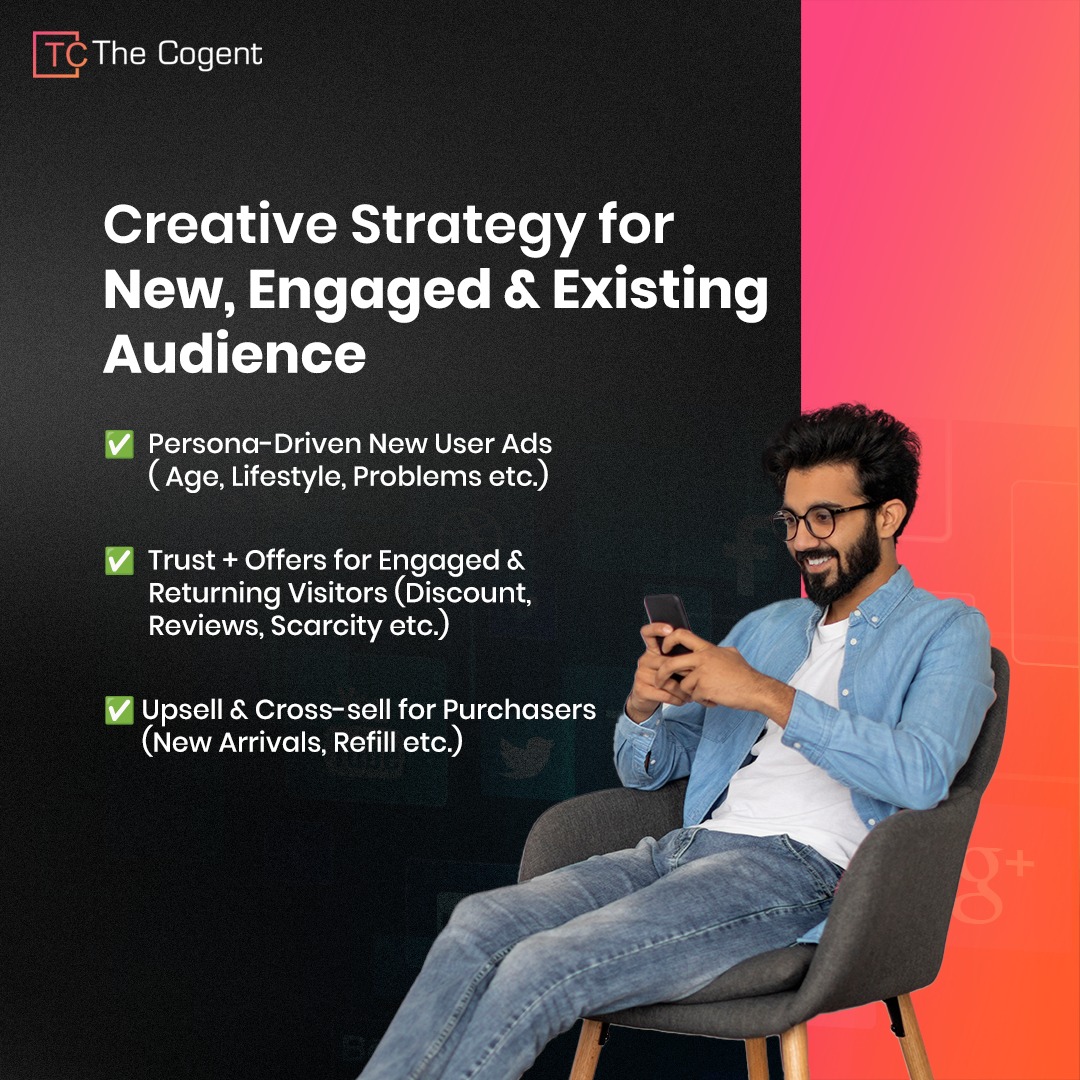 TC The Cogent
Creative Strategy for
New, Engaged & Existing
Audience
✅ Persona-Driven New User Ads
( Age, Lifestyle, Problems etc.)
✅ Trust + Offers for Engaged &
Returning Visitors (Discount,
Reviews, Scarcity etc.)
✅ Upsell & Cross-sell for Purchasers
(New Arrivals, Refill etc.)
g+